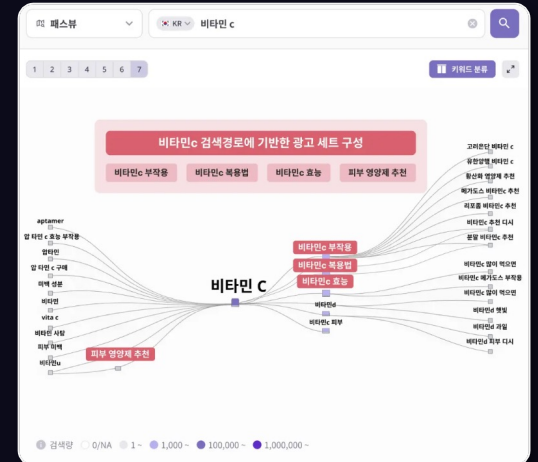 패스뷰
KR
비타민 c
1 2 3 4 5 6 7
키워드 분류
비타민c 검색경로에 기반한 광고 세트 구성
비타민c 부작용
비타민c 복용법
비타민c 효능
피부 영양제 추천
aptamer
압 타민 c 효능 부작용
압타민
압 타민 c 구매
미백 성분
비타민
vita c
비타민 사탕
피부 미백
비타민u
피부 영양제 추천
비타민 C
비타민c 부작용
비타민c 복용법
비타민c 효능
비타민d
비타민c 피부
고려은단 비타민 c
유한양행 비타민 c
황산화 영양제 추천
메가도스 비타민c 추천
리포좀 비타민c 추천
비타민c 추천 디시
분말 비타민c 추천
비타민c 많이 먹으면
비타민c 메가도스 부작용
비타민c 많이 먹으면
비타민d 햇빛
비타민d 과일
비타민d 피부 디시
검색량 0/NA 1 ~ 1,000 ~ 100,000 ~ 1,000,000 ~